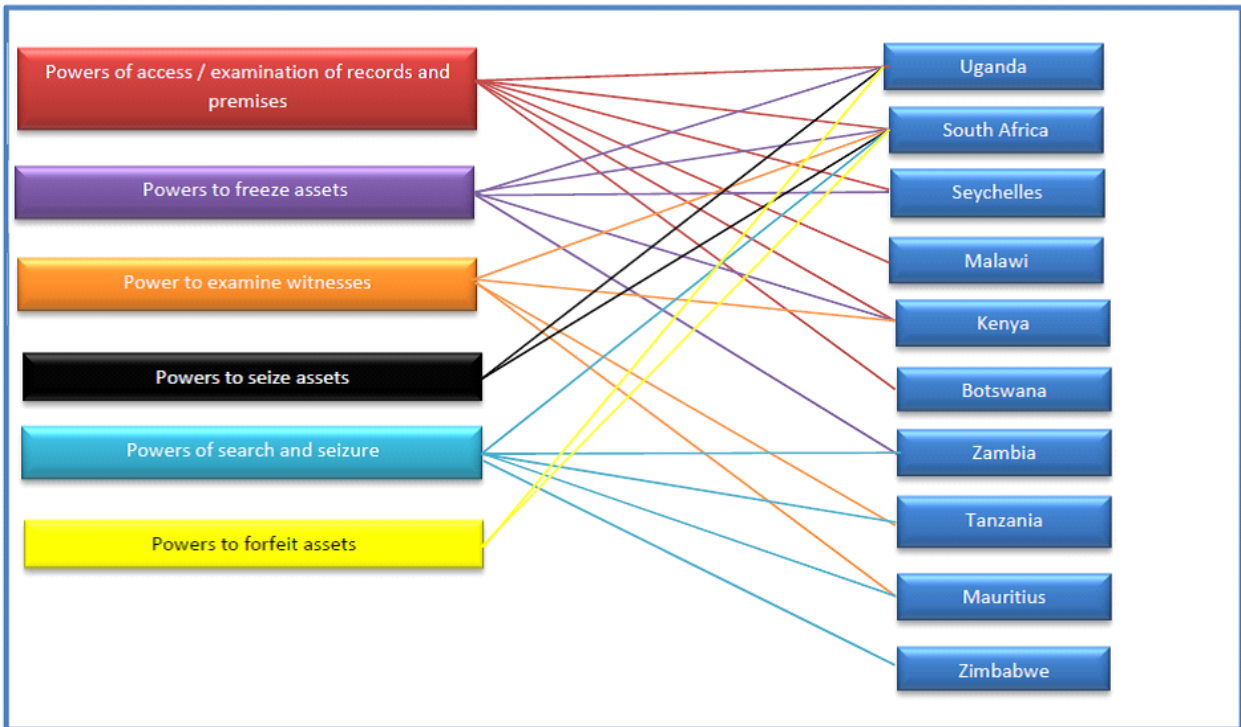 Powers of access / examination of records and
premises
Powers to freeze assets
Power to examine witnesses
Powers to seize assets
Powers of search and seizure
Powers to forfeit assets
Uganda
South Africa
Seychelles
Malawi
Kenya
Botswana
Zambia
Tanzania
Mauritius
Zimbabwe